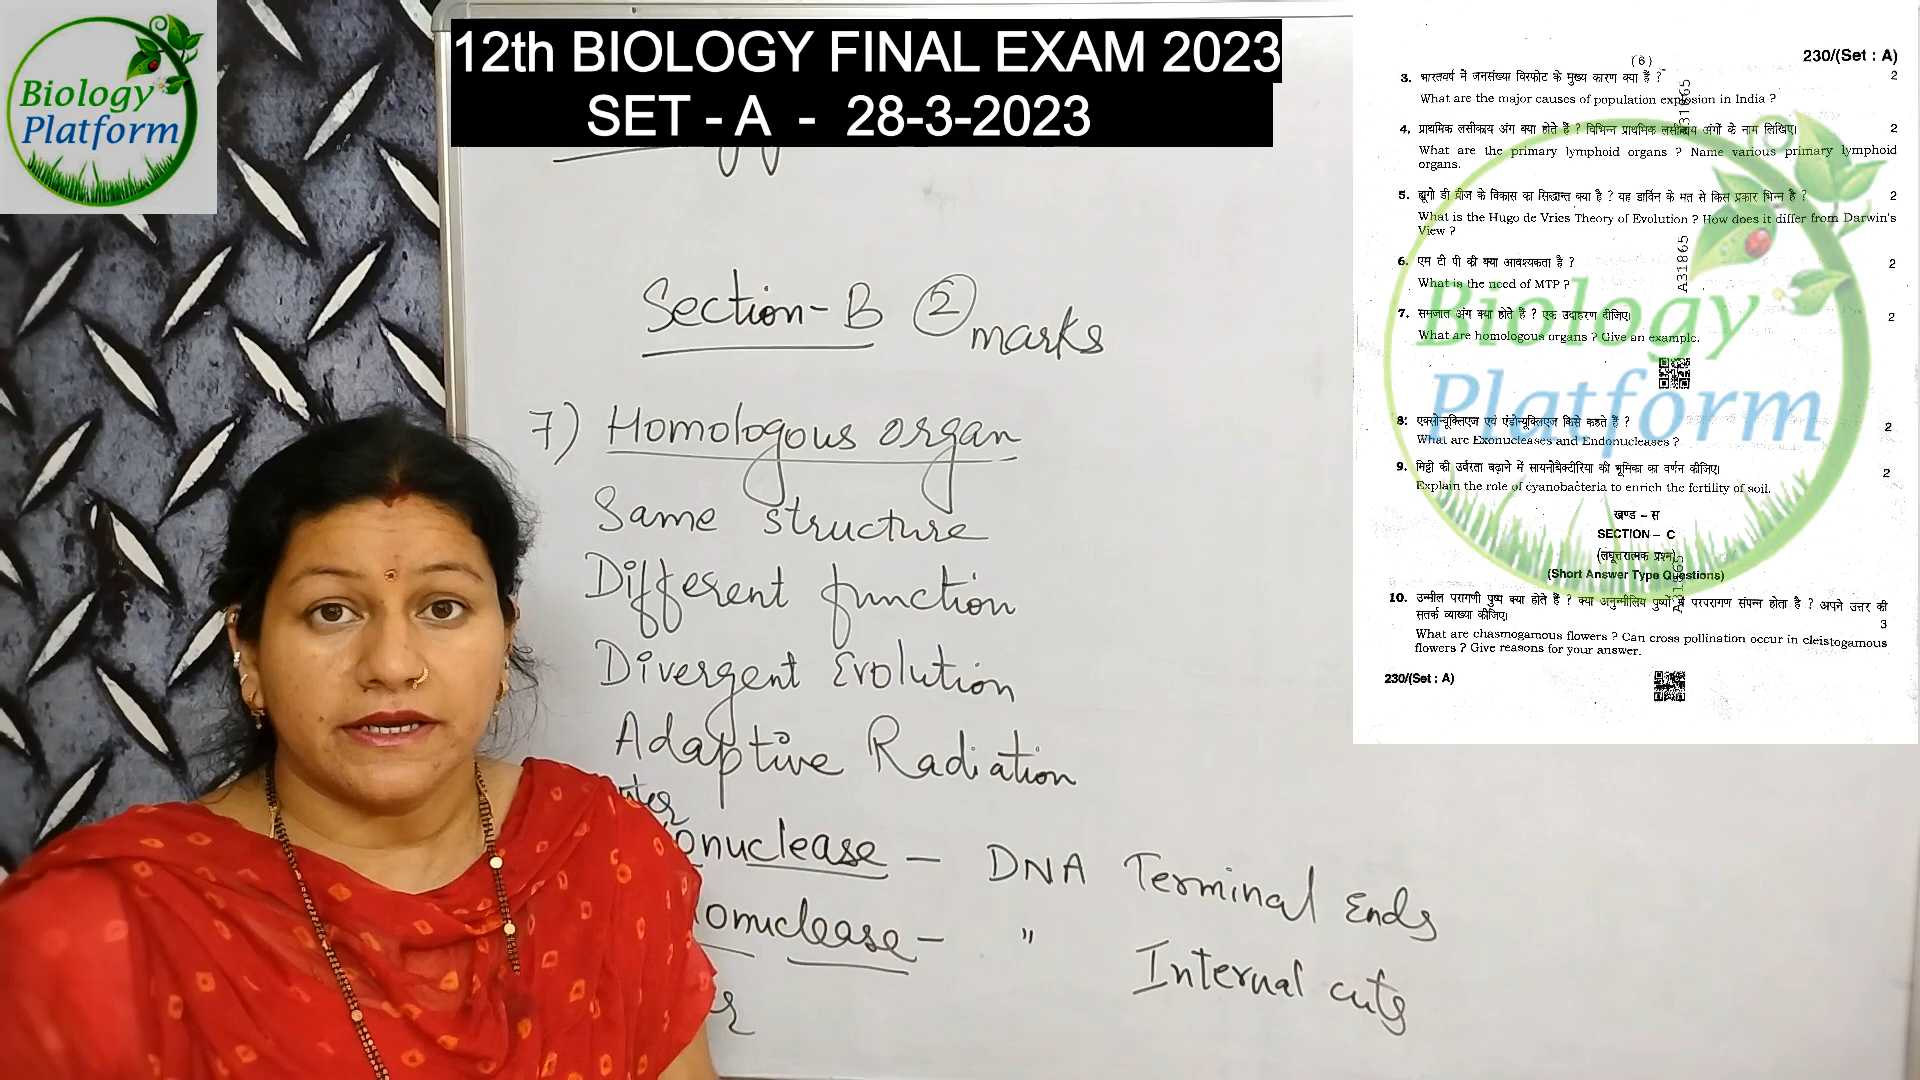 Biology
Platform
12th BIOLOGY FINAL EXAM 2023
SET - A - 28-3-2023
Section-B ② marks
7) Homologous organ
Same structure
Different function
Divergent Evolution
Adaptive Radiation
onuclease – DNA Terminal Ends
onuclease – " Internal cuts
(6)
230/(Set : A)
3. भारतवर्ष में जनसंख्या विस्फोट के मुख्य कारण क्या हैं ? 2
What are the major causes of population explosion in India ?
4. प्राथमिक लसीकाय अंग क्या होते हैं ? विभिन्न प्राथमिक लसीकाय अंगों के नाम लिखिए। 2
What are the primary lymphoid organs ? Name various primary lymphoid
organs.
5. ह्यूगो डी व्रीज के विकास का सिद्धान्त क्या है ? यह डार्विन के मत से किस प्रकार भिन्न है ? 2
What is the Hugo de Vries Theory of Evolution ? How does it differ from Darwin's
View ?
6. एम टी पी की क्या आवश्यकता है ? 2
What is the need of MTP ?
7. समजात अंग क्या होते हैं ? एक उदाहरण दीजिए। 2
What are homologous organs ? Give an example.
8. एक्सोन्यूक्लिएज एवं एंडोन्यूक्लिएज किसे कहते हैं ? 2
What are Exonucleases and Endonucleases ?
9. मिट्टी की उर्वरता बढ़ाने में सायनोबैक्टीरिया की भूमिका का वर्णन कीजिए। 2
Explain the role of cyanobacteria to enrich the fertility of soil.
खण्ड – स
SECTION – C
(लघूत्तरात्मक प्रश्न)
(Short Answer Type Questions)
10. उन्मील परागणी पुष्प क्या होते हैं ? क्या अनुन्मीलिय पुष्पों में परपरागण संपन्न होता है ? अपने उत्तर की
सतर्क व्याख्या कीजिए। 3
What are chasmogamous flowers ? Can cross pollination occur in cleistogamous
flowers ? Give reasons for your answer.
230/(Set : A)
A31865
Biology
Platform